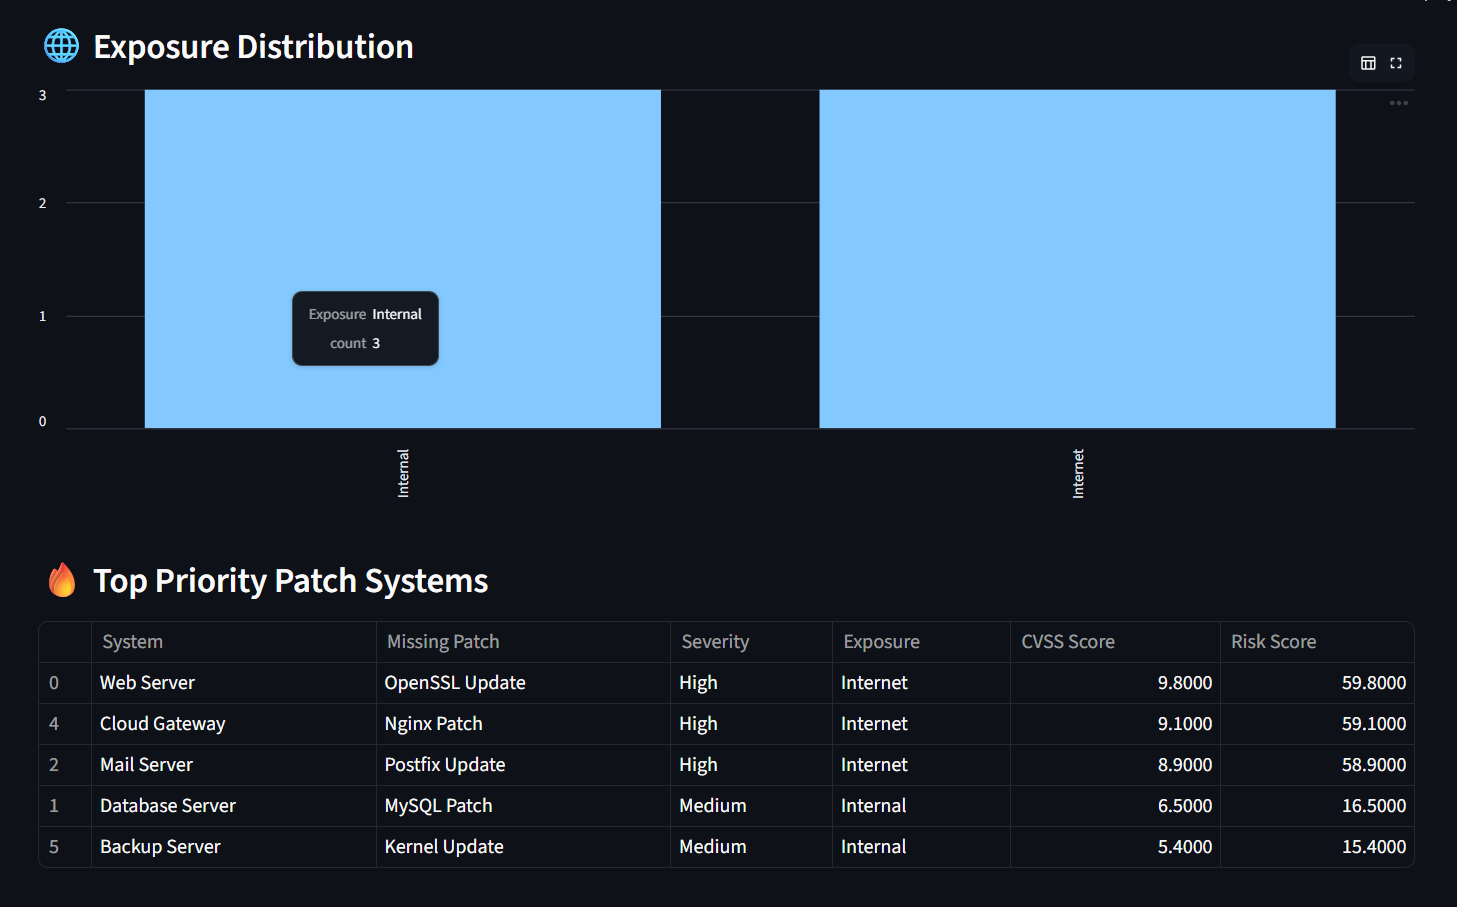 Exposure Distribution
3
2
1
0
Exposure Internal
count 3
Internal
Internet
Top Priority Patch Systems
System Missing Patch Severity Exposure CVSS Score Risk Score
0 Web Server OpenSSL Update High Internet 9.8000 59.8000
4 Cloud Gateway Nginx Patch High Internet 9.1000 59.1000
2 Mail Server Postfix Update High Internet 8.9000 58.9000
1 Database Server MySQL Patch Medium Internal 6.5000 16.5000
5 Backup Server Kernel Update Medium Internal 5.4000 15.4000